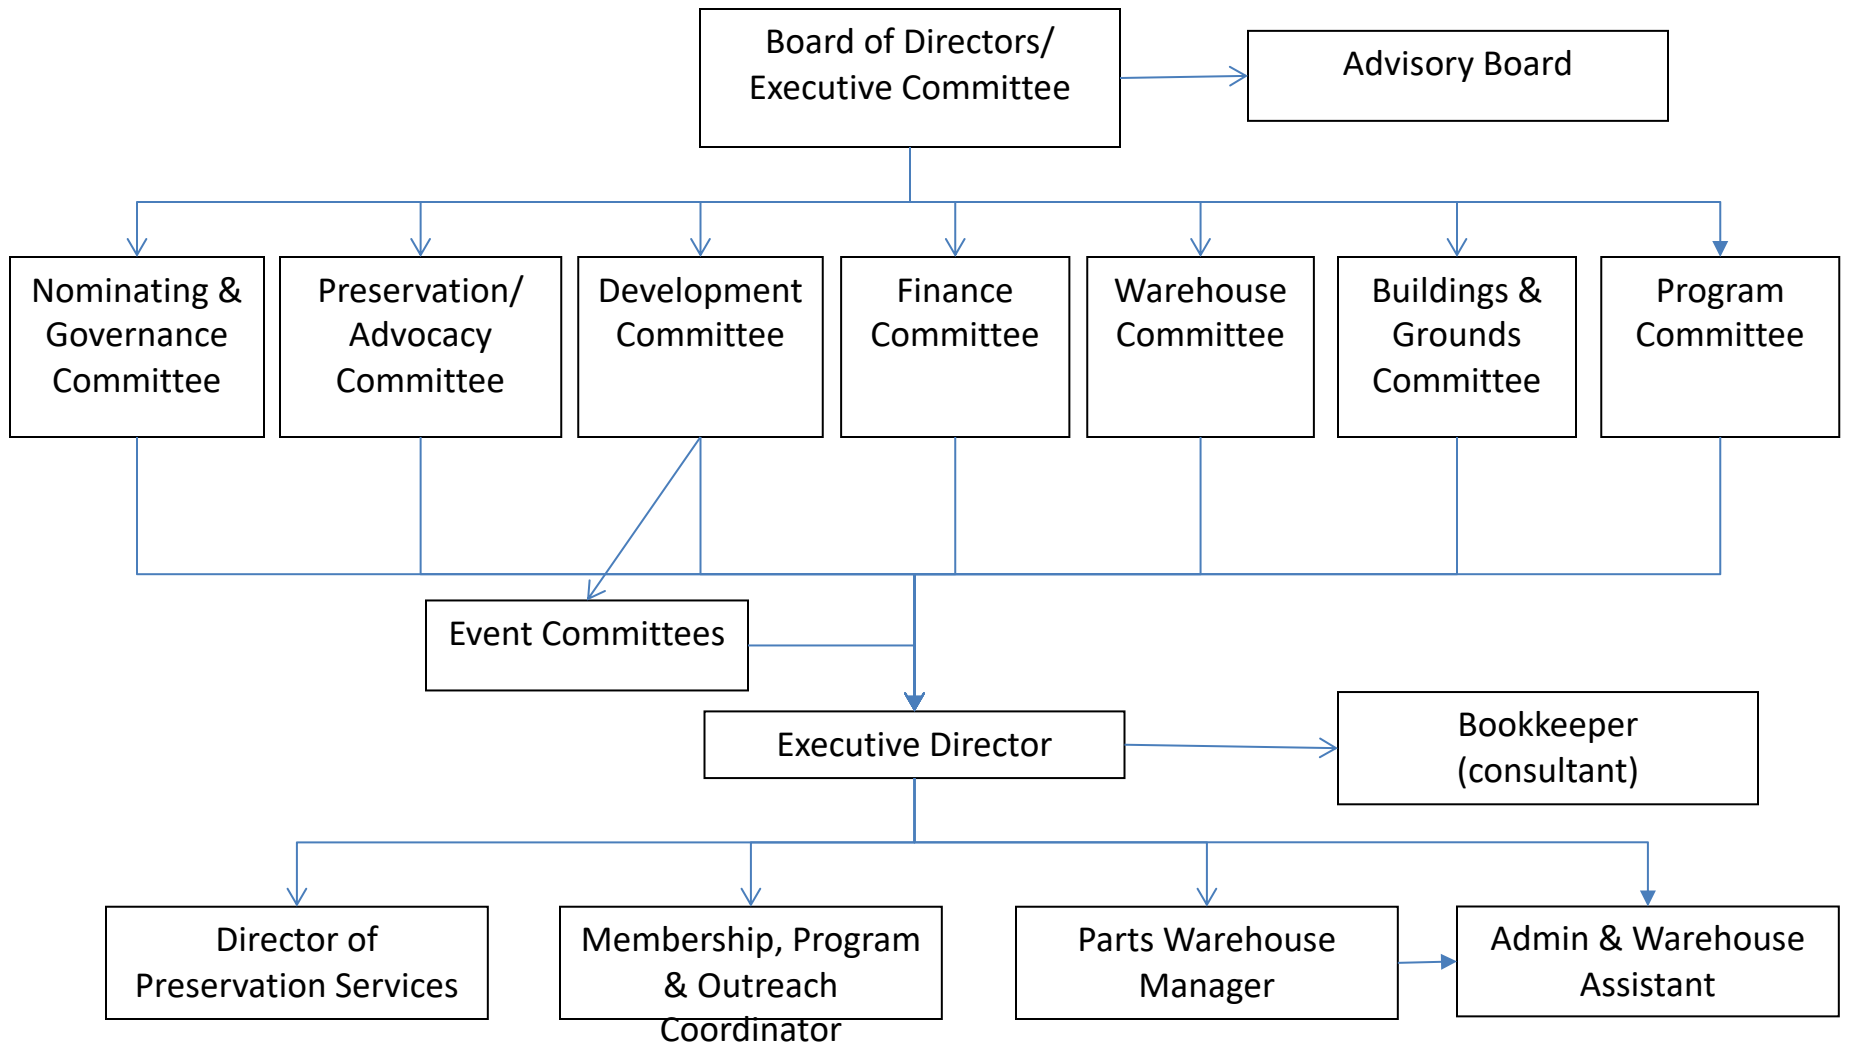 Board of Directors/
Executive Committee
Advisory Board
Nominating &
Governance
Committee
Preservation/
Advocacy
Committee
Development
Committee
Finance
Committee
Warehouse
Committee
Buildings &
Grounds
Committee
Program
Committee
Event Committees
Executive Director
Bookkeeper
(consultant)
Director of
Preservation Services
Membership, Program
& Outreach
Coordinator
Parts Warehouse
Manager
Admin & Warehouse
Assistant